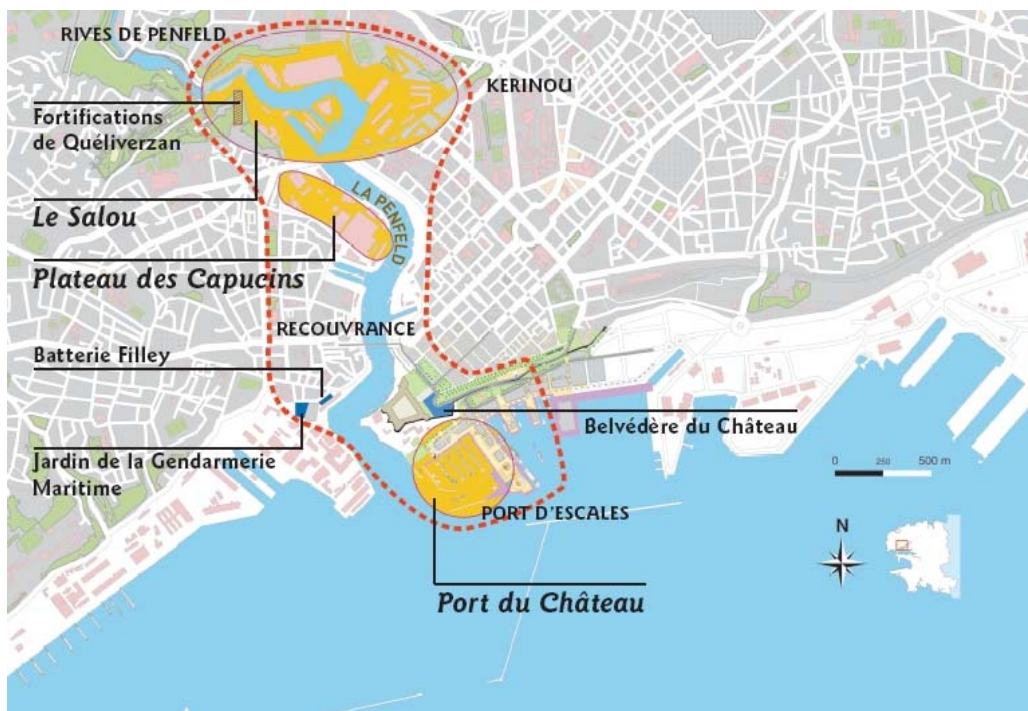 RIVES DE PENFELD
KERINOU
Fortifications
de Quéliverzan
LA PENFELD
Le Salou
Plateau des Capucins
RECOUVRANCE
Batterie Filley
Belvédère du Château
Jardin de la Gendarmerie
Maritime
0 250 500 m
PORT D'ESCALES
N
Port du Château